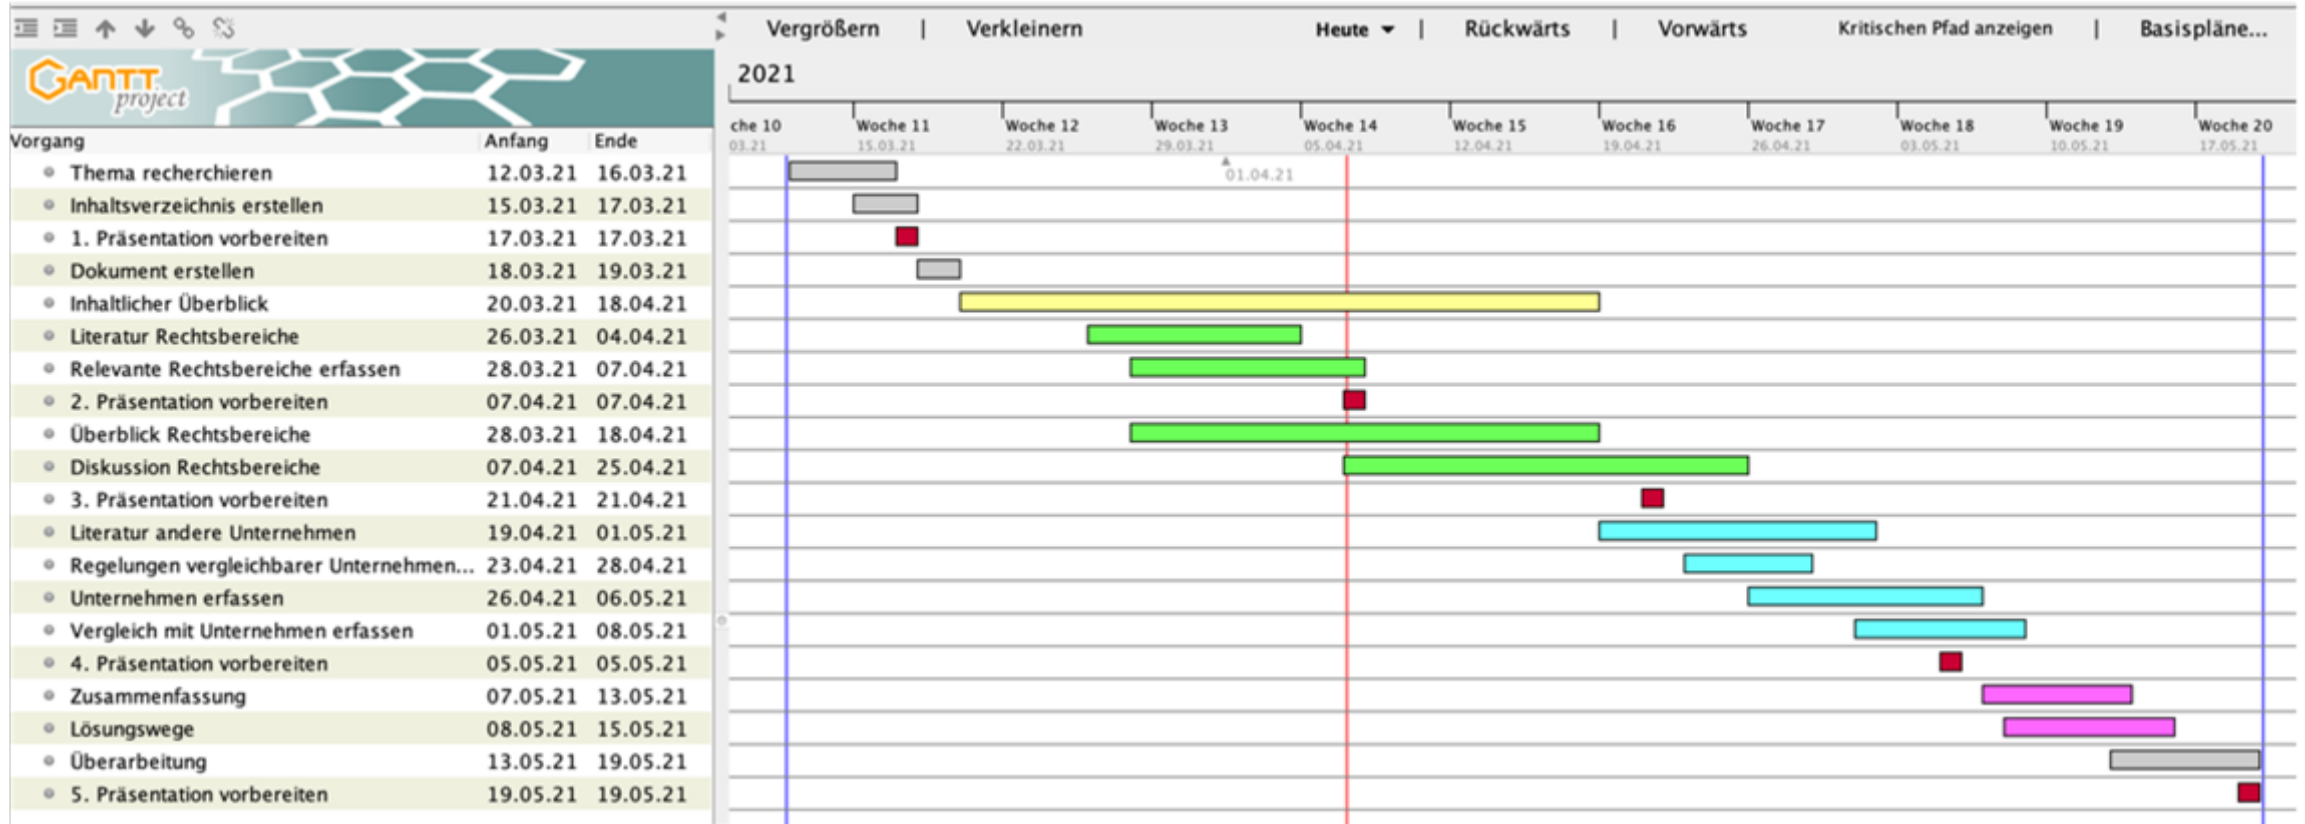 Vergrößern | Verkleinern Heute | Rückwärts | Vorwärts Kritischen Pfad anzeigen | Basispläne...
GANTT project
2021
che 10 Woche 11 Woche 12 Woche 13 Woche 14 Woche 15 Woche 16 Woche 17 Woche 18 Woche 19 Woche 20
03.21 15.03.21 22.03.21 29.03.21 05.04.21 12.04.21 19.04.21 26.04.21 03.05.21 10.05.21 17.05.21
Vorgang Anfang Ende
Thema recherchieren 12.03.21 16.03.21
01.04.21
Inhaltsverzeichnis erstellen 15.03.21 17.03.21
1. Präsentation vorbereiten 17.03.21 17.03.21
Dokument erstellen 18.03.21 19.03.21
Inhaltlicher Überblick 20.03.21 18.04.21
Literatur Rechtsbereiche 26.03.21 04.04.21
Relevante Rechtsbereiche erfassen 28.03.21 07.04.21
2. Präsentation vorbereiten 07.04.21 07.04.21
Überblick Rechtsbereiche 28.03.21 18.04.21
Diskussion Rechtsbereiche 07.04.21 25.04.21
3. Präsentation vorbereiten 21.04.21 21.04.21
Literatur andere Unternehmen 19.04.21 01.05.21
Regelungen vergleichbarer Unternehmen... 23.04.21 28.04.21
Unternehmen erfassen 26.04.21 06.05.21
Vergleich mit Unternehmen erfassen 01.05.21 08.05.21
4. Präsentation vorbereiten 05.05.21 05.05.21
Zusammenfassung 07.05.21 13.05.21
Lösungswege 08.05.21 15.05.21
Überarbeitung 13.05.21 19.05.21
5. Präsentation vorbereiten 19.05.21 19.05.21